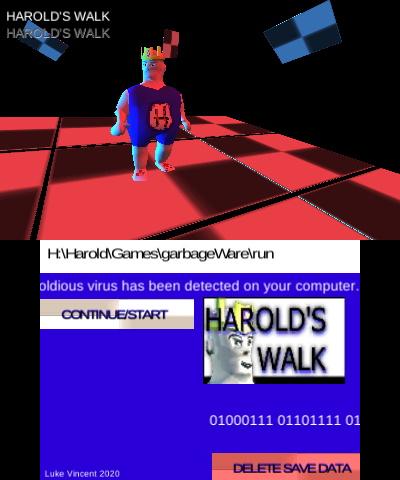 HAROLD'S WALK
HAROLD'S WALK
H:\Harold\Games\garbageWare\run
oldious virus has been detected on your computer.
CONTINUE/START
HAROLD'S
WALK
01000111 01101111 01
Luke Vincent 2020
DELETE SAVE DATA